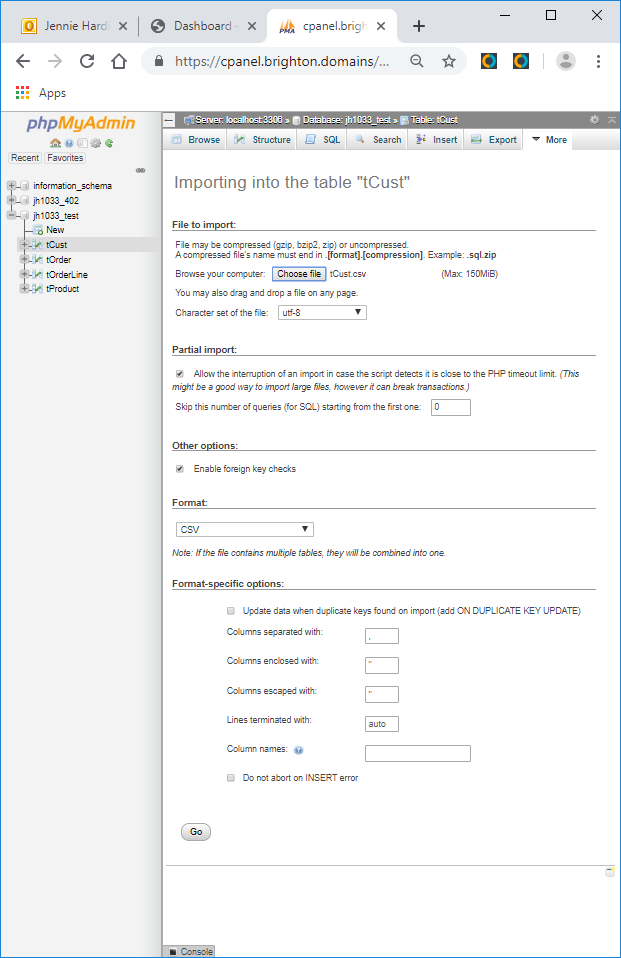 Jennie Hard
Dashboard
cpanel.brigh
https://cpanel.brighton.domains/...
Apps
phpMyAdmin
Recent Favorites
information_schema
jh1033_402
jh1033_test
New
tCust
tOrder
tOrderLine
tProduct
Server: localhost:3306 » Database: jh1033_test » Table: tCust
Browse Structure SQL Search Insert Export More
Importing into the table "tCust"
File to import:
File may be compressed (gzip, bzip2, zip) or uncompressed.
A compressed file's name must end in .[format].[compression]. Example: .sql.zip
Browse your computer: Choose file tCust.csv (Max: 150MiB)
You may also drag and drop a file on any page.
Character set of the file: utf-8
Partial import:
Allow the interruption of an import in case the script detects it is close to the PHP timeout limit. (This
might be a good way to import large files, however it can break transactions.)
Skip this number of queries (for SQL) starting from the first one: 0
Other options:
Enable foreign key checks
Format:
CSV
Note: If the file contains multiple tables, they will be combined into one.
Format-specific options:
Update data when duplicate keys found on import (add ON DUPLICATE KEY UPDATE)
Columns separated with: ,
Columns enclosed with: "
Columns escaped with: "
Lines terminated with: auto
Column names:
Do not abort on INSERT error
Go
Console